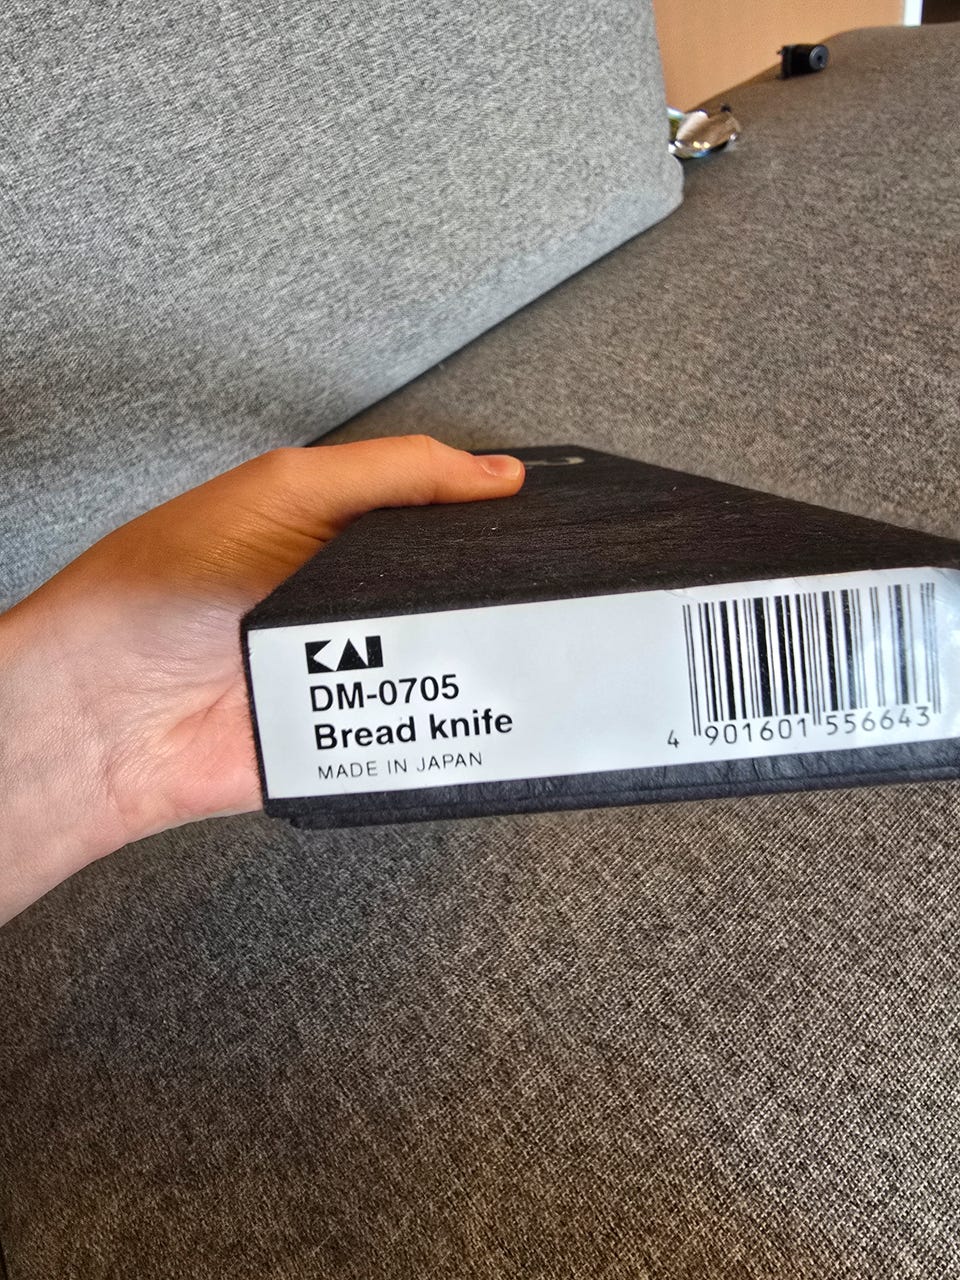 KAI
DM-0705
Bread knife
MADE IN JAPAN
4 901601 556643